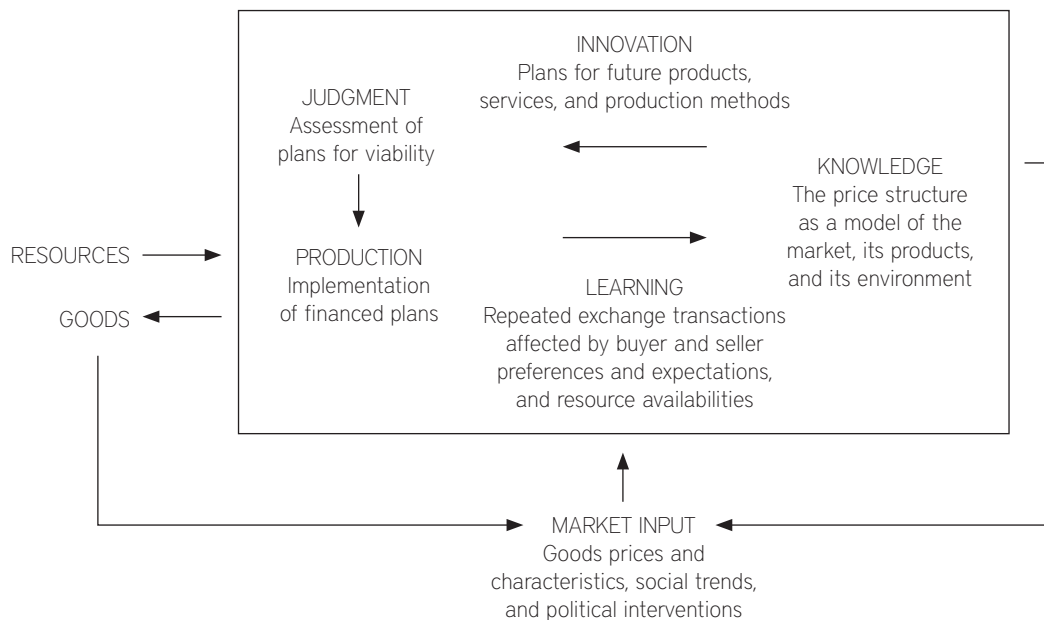 INNOVATION
Plans for future products,
services, and production methods
JUDGMENT
Assessment of
plans for viability
KNOWLEDGE
The price structure
as a model of the
market, its products,
and its environment
RESOURCES
GOODS
PRODUCTION
Implementation
of financed plans
LEARNING
Repeated exchange transactions
affected by buyer and seller
preferences and expectations,
and resource availabilities
MARKET INPUT
Goods prices and
characteristics, social trends,
and political interventions